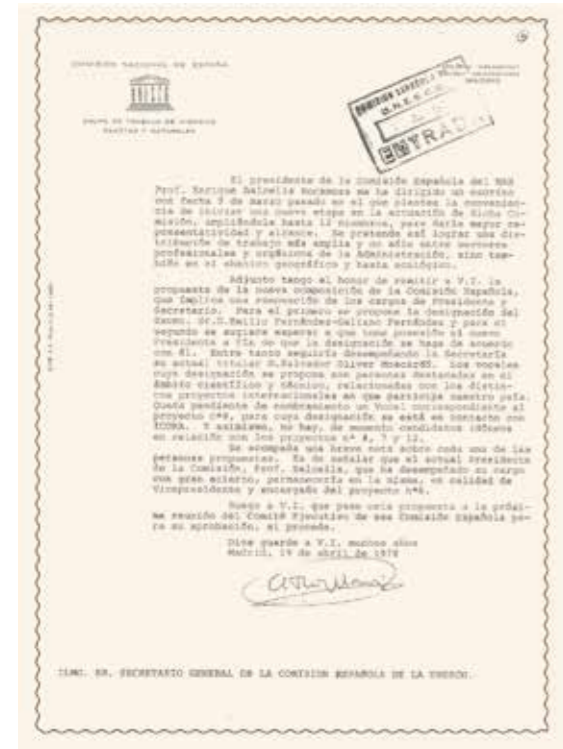 COMISIÓN NACIONAL DE ESPAÑA
GRUPO DE TRABAJO DE CIENCIAS
EXACTAS Y NATURALES
COMISION ESPAÑOLA
U.N.E.S.C.O.
ENTRADA
El presidente de la Comisión Española del MAB
Prof. Enrique Balcells Rocamora me ha dirigido un escrito
con fecha 9 de marzo pasado en el que plantea la convenien-
cia de iniciar una nueva etapa en la actuación de dicha Co-
misión, ampliándola hasta 12 miembros, para darla mayor re-
presentatividad y alcance. Se pretende así lograr una dis-
tribución de trabajo más amplia y no sólo entre sectores
profesionales y orgánicos de la Administración, sino tam-
bién en el ámbito geográfico y hasta ecológico.
Adjunto tengo el honor de remitir a V.I. la
propuesta de la nueva composición de la Comisión Española,
que implica una renovación de los cargos de Presidente y
Secretario. Para el primero se propone la designación del
Excmo. Sr.D.Emilio Fernández-Galiano Fernández y para el
segundo se sugiere esperar a que tome posesión el nuevo
Presidente a fin de que la designación se haga de acuerdo
con él. Entre tanto seguiría desempeñando la Secretaría
su actual titular D.Salvador Oliver Moscardó. Los vocales
cuya designación se propone son personas destacadas en el
ámbito científico y técnico, relacionadas con los distin-
tos proyectos internacionales en que participa nuestro país.
Queda pendiente de nombramiento un Vocal correspondiente al
proyecto nº8, para cuya designación se está en contacto con
ICONA. Y asimismo, no hay, de momento candidatos idóneos
en relación con los proyectos nº 4, 7 y 12.
Se acompaña una breve nota sobre cada una de las
personas propuestas. Es de señalar que el actual Presidente
de la Comisión, Prof. Balcells, que ha desempeñado su cargo
con gran acierto, permanecería en la misma, en calidad de
Vicepresidente y encargado del proyecto nº6.
Ruego a V.I. que pase esta propuesta a la próxi-
ma reunión del Comité Ejecutivo de esa Comisión Española pa-
ra su aprobación, si procede.
Dios guarde a V.I. muchos años
Madrid, 19 de abril de 1978
ILMO. SR. SECRETARIO GENERAL DE LA COMISION ESPAÑOLA DE LA UNESCO.